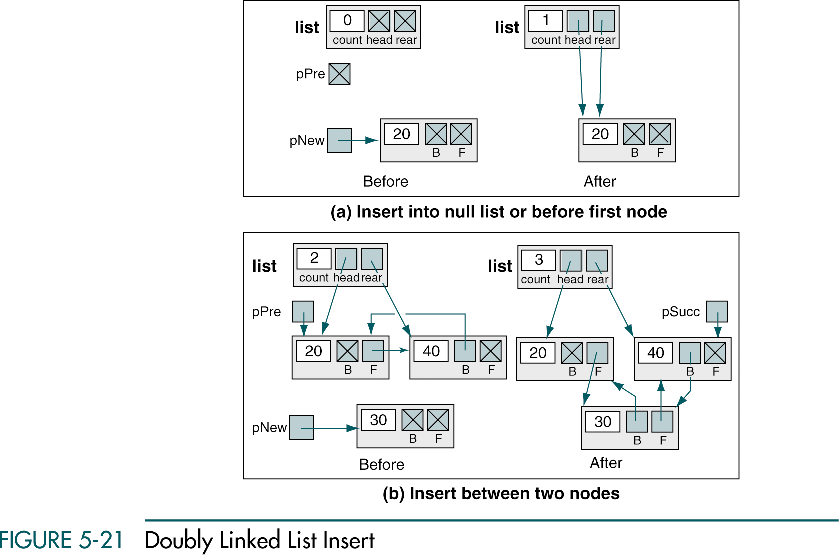 list 0 list 1
count head rear count head rear
pPre
pNew 20 20
B F B F
Before After
(a) Insert into null list or before first node
list 2 list 3
count head rear count head rear
pPre pSucc
20 40 20 40
B F B F B F B F
pNew 30 30
B F B F
Before After
(b) Insert between two nodes
FIGURE 5-21 Doubly Linked List Insert